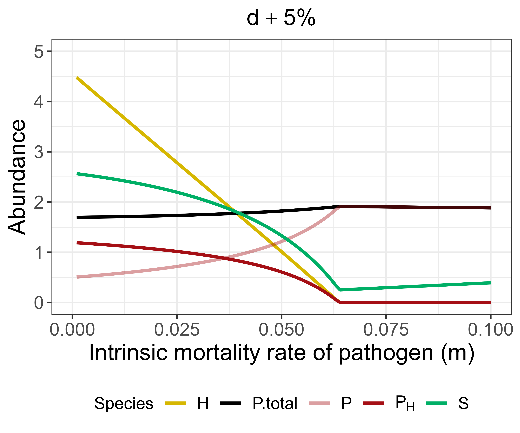 d + 5%
5
4
3
2
1
0
Abundance
0.000 0.025 0.050 0.075 0.100
Intrinsic mortality rate of pathogen (m)
Species H P.total P P_H S